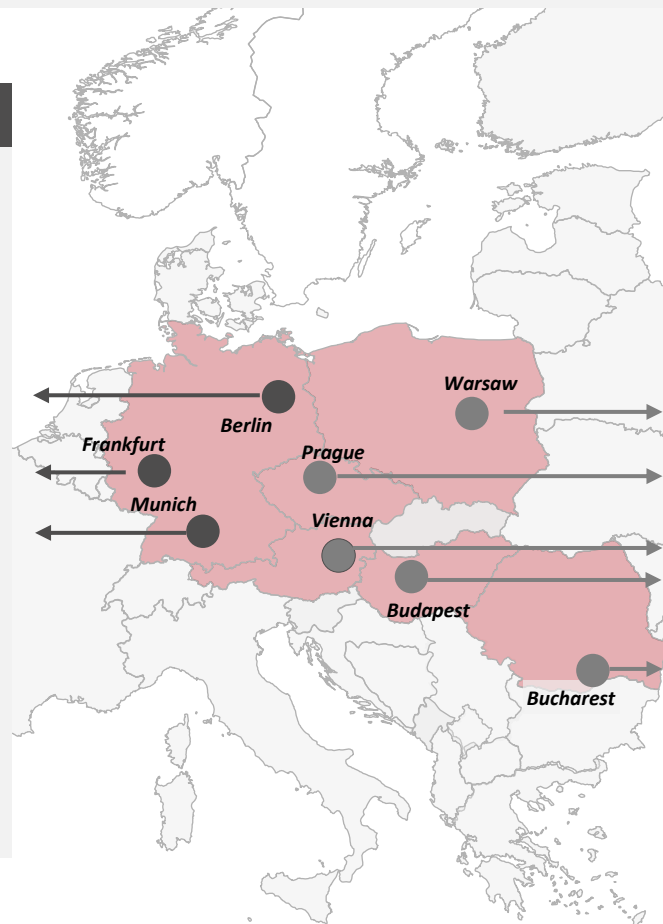 Warsaw
Berlin
Frankfurt
Prague
Munich
Vienna
Budapest
Bucharest